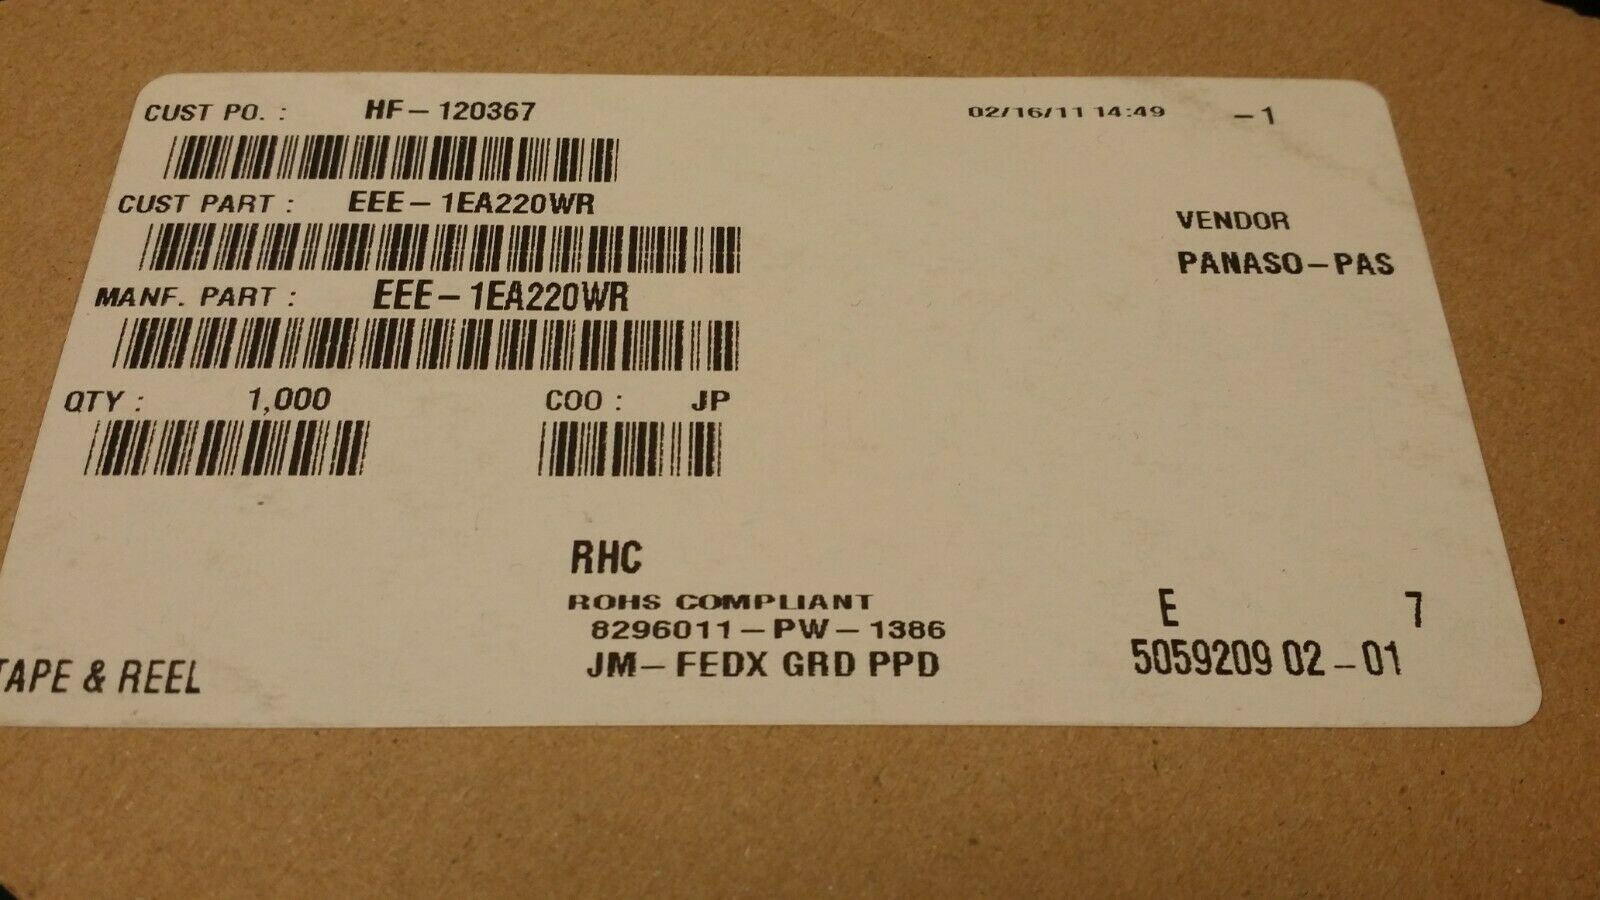 CUST PO. : HF-120367 02/16/11 14:49 -1
CUST PART : EEE-1EA220WR
VENDOR
PANASO-PAS
MANF. PART : EEE-1EA220WR
QTY : 1,000 COO : JP
RHC
ROHS COMPLIANT
8296011-PW-1386
JM-FEDX GRD PPD
E 7
5059209 02-01
TAPE & REEL